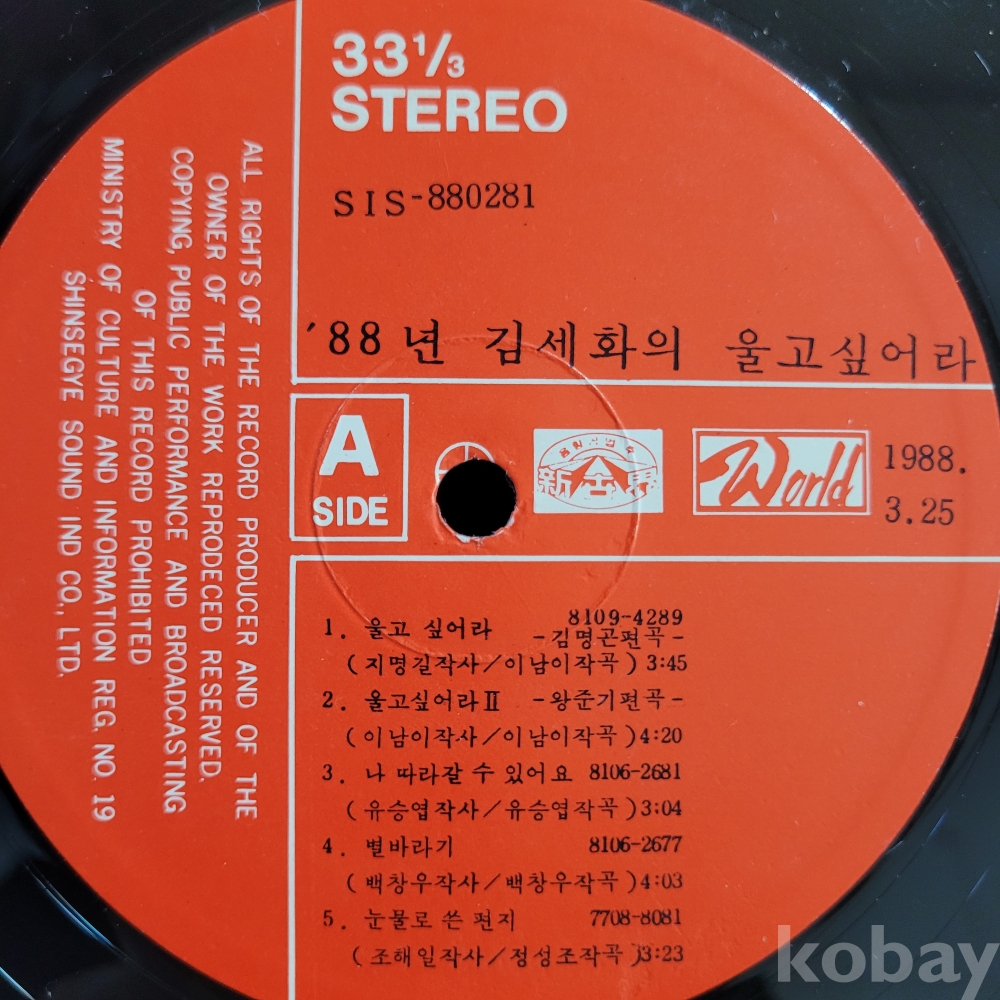 33⅓
STEREO
SIS-880281
'88년 김세화의 울고싶어라
A
SIDE
新世界
World
1988.
3.25
1. 울고 싶어라 8109-4289
-김명곤편곡-
(지명길작사/이남이작곡)3:45
2. 울고싶어라Ⅱ -왕준기편곡-
(이남이작사/이남이작곡)4:20
3. 나 따라갈 수 있어요 8106-2681
(유승엽작사/유승엽작곡)3:04
4. 별바라기 8106-2677
(백창우작사/백창우작곡)4:03
5. 눈물로 쓴 편지 7708-8081
(조해일작사/정성조작곡)3:23
ALL RIGHTS OF THE RECORD PRODUCER AND OF THE
OWNER OF THE WORK REPRODECED RESERVED.
COPYING, PUBLIC PERFORMANCE AND BROADCASTING
OF THIS RECORD PROHIBITED
MINISTRY OF CULTURE AND INFORMATION REG. NO. 19
SHINSEGYE SOUND IND CO., LTD.
kobay